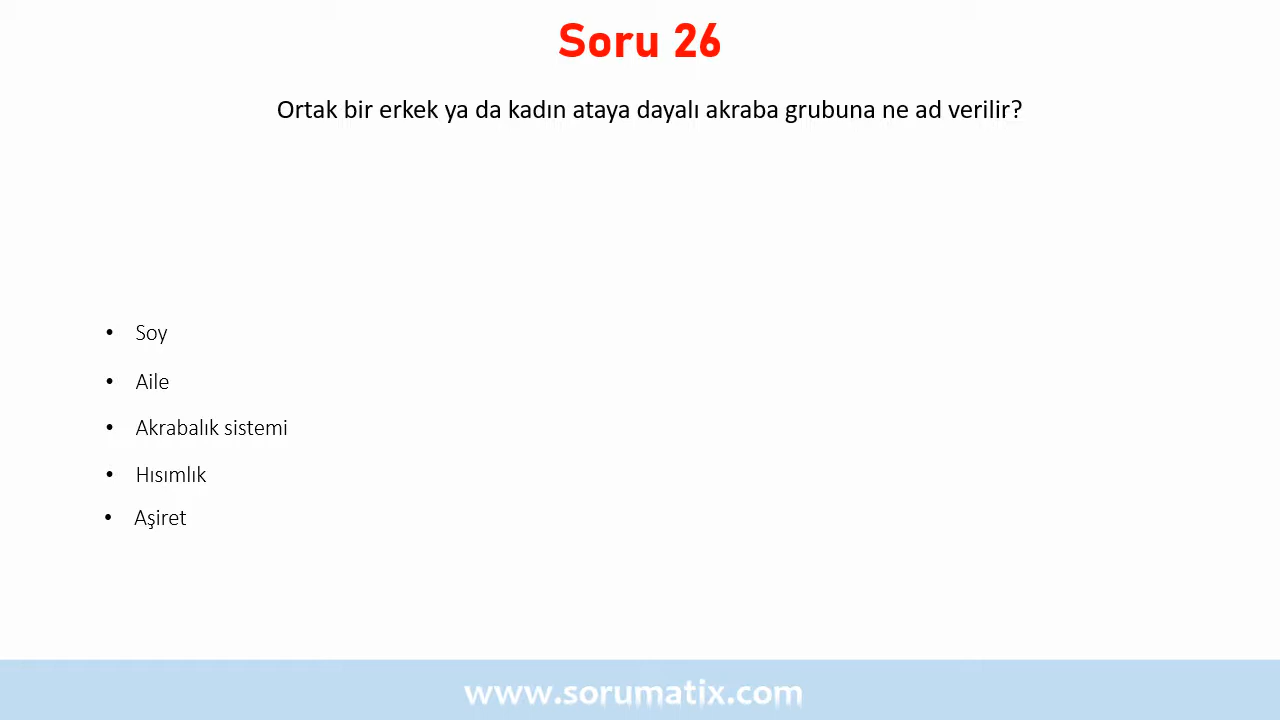 Soru 26
Ortak bir erkek ya da kadın ataya dayalı akraba grubuna ne ad verilir?
• Soy
• Aile
• Akrabalık sistemi
• Hısımlık
• Aşiret
www.sorumatix.com